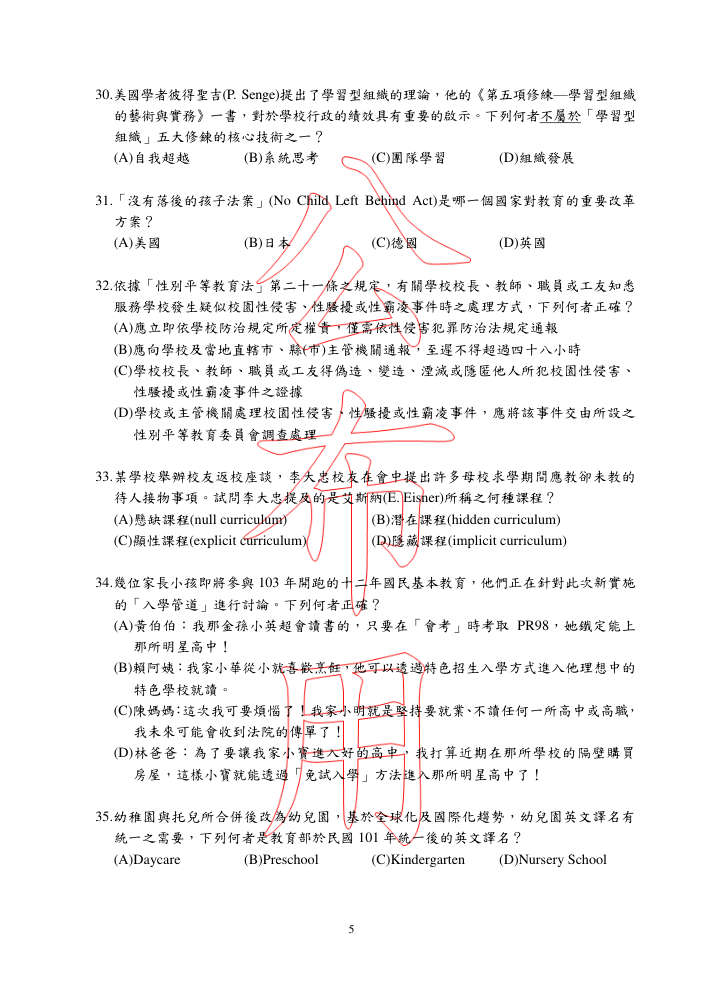 30.美國學者彼得聖吉(P. Senge)提出了學習型組織的理論，他的《第五項修練—學習型組織
的藝術與實務》一書，對於學校行政的績效具有重要的啟示。下列何者不屬於「學習型
組織」五大修鍊的核心技術之一？
(A)自我超越 (B)系統思考 (C)團隊學習 (D)組織發展
31.「沒有落後的孩子法案」(No Child Left Behind Act)是哪一個國家對教育的重要改革
方案？
(A)美國 (B)日本 (C)德國 (D)英國
32.依據「性別平等教育法」第二十一條之規定，有關學校校長、教師、職員或工友知悉
服務學校發生疑似校園性侵害、性騷擾或性霸凌事件時之處理方式，下列何者正確？
(A)應立即依學校防治規定所定權責，僅需依性侵害犯罪防治法規定通報
(B)應向學校及當地直轄市、縣(市)主管機關通報，至遲不得超過四十八小時
(C)學校校長、教師、職員或工友得偽造、變造、湮滅或隱匿他人所犯校園性侵害、
性騷擾或性霸凌事件之證據
(D)學校或主管機關處理校園性侵害、性騷擾或性霸凌事件，應將該事件交由所設之
性別平等教育委員會調查處理
33.某學校舉辦校友返校座談，李大忠校友在會中提出許多母校求學期間應教卻未教的
待人接物事項。試問李大忠提及的是艾斯納(E. Eisner)所稱之何種課程？
(A)懸缺課程(null curriculum) (B)潛在課程(hidden curriculum)
(C)顯性課程(explicit curriculum) (D)隱藏課程(implicit curriculum)
34.幾位家長小孩即將參與 103 年開跑的十二年國民基本教育，他們正在針對此次新實施
的「入學管道」進行討論。下列何者正確？
(A)黃伯伯：我那金孫小英超會讀書的，只要在「會考」時考取 PR98，她鐵定能上
那所明星高中！
(B)賴阿姨：我家小華從小就喜歡烹飪，他可以透過特色招生入學方式進入他理想中的
特色學校就讀。
(C)陳媽媽：這次我可要煩惱了！我家小明就是堅持要就業、不讀任何一所高中或高職，
我未來可能會收到法院的傳單了！
(D)林爸爸：為了要讓我家小寶進入好的高中，我打算近期在那所學校的隔壁購買
房屋，這樣小寶就能透過「免試入學」方法進入那所明星高中了！
35.幼稚園與托兒所合併後改為幼兒園，基於全球化及國際化趨勢，幼兒園英文譯名有
統一之需要，下列何者是教育部於民國 101 年統一後的英文譯名？
(A)Daycare (B)Preschool (C)Kindergarten (D)Nursery School
5
公布用